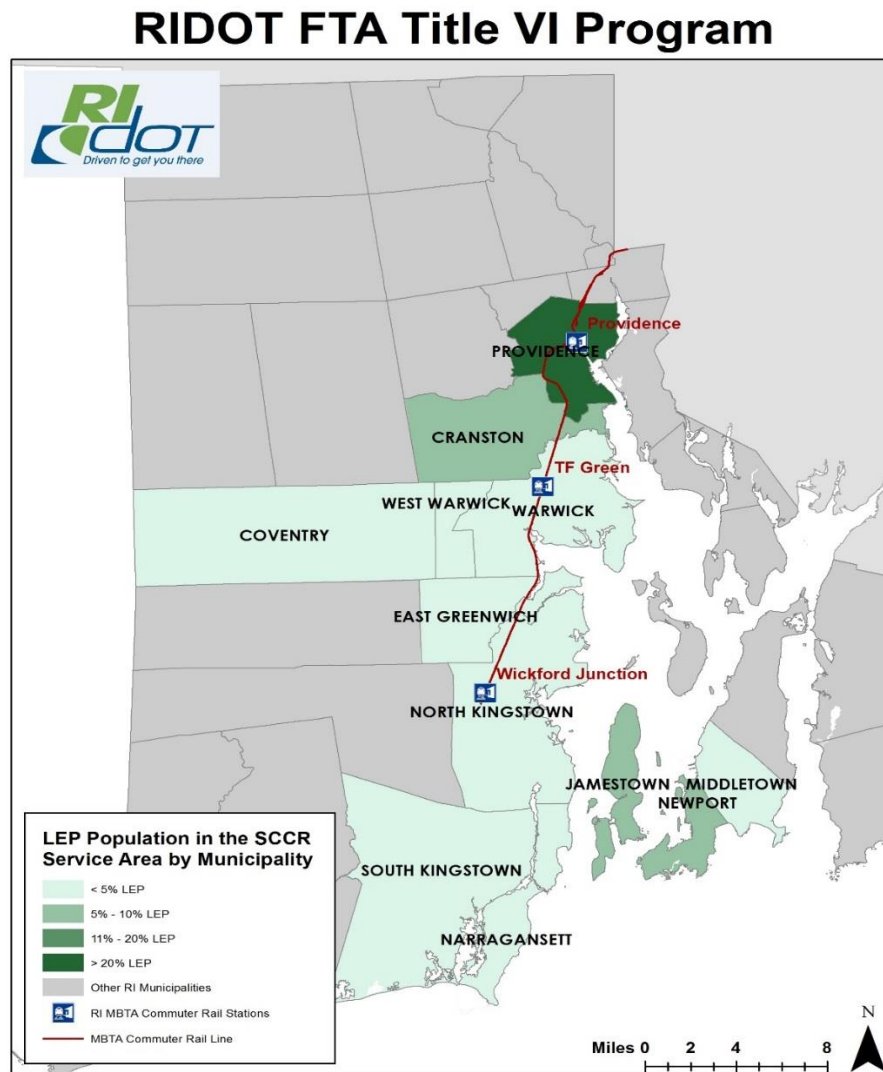 RIDOT FTA Title VI Program
RI
DOT
Driven to get you there
Providence
PROVIDENCE
CRANSTON
TF Green
WEST WARWICK
WARWICK
COVENTRY
EAST GREENWICH
Wickford Junction
NORTH KINGSTOWN
JAMESTOWN
MIDDLETOWN
NEWPORT
SOUTH KINGSTOWN
NARRAGANSETT
LEP Population in the SCCR
Service Area by Municipality
< 5% LEP
5% - 10% LEP
11% - 20% LEP
> 20% LEP
Other RI Municipalities
RI MBTA Commuter Rail Stations
MBTA Commuter Rail Line
N
Miles 0 2 4 8